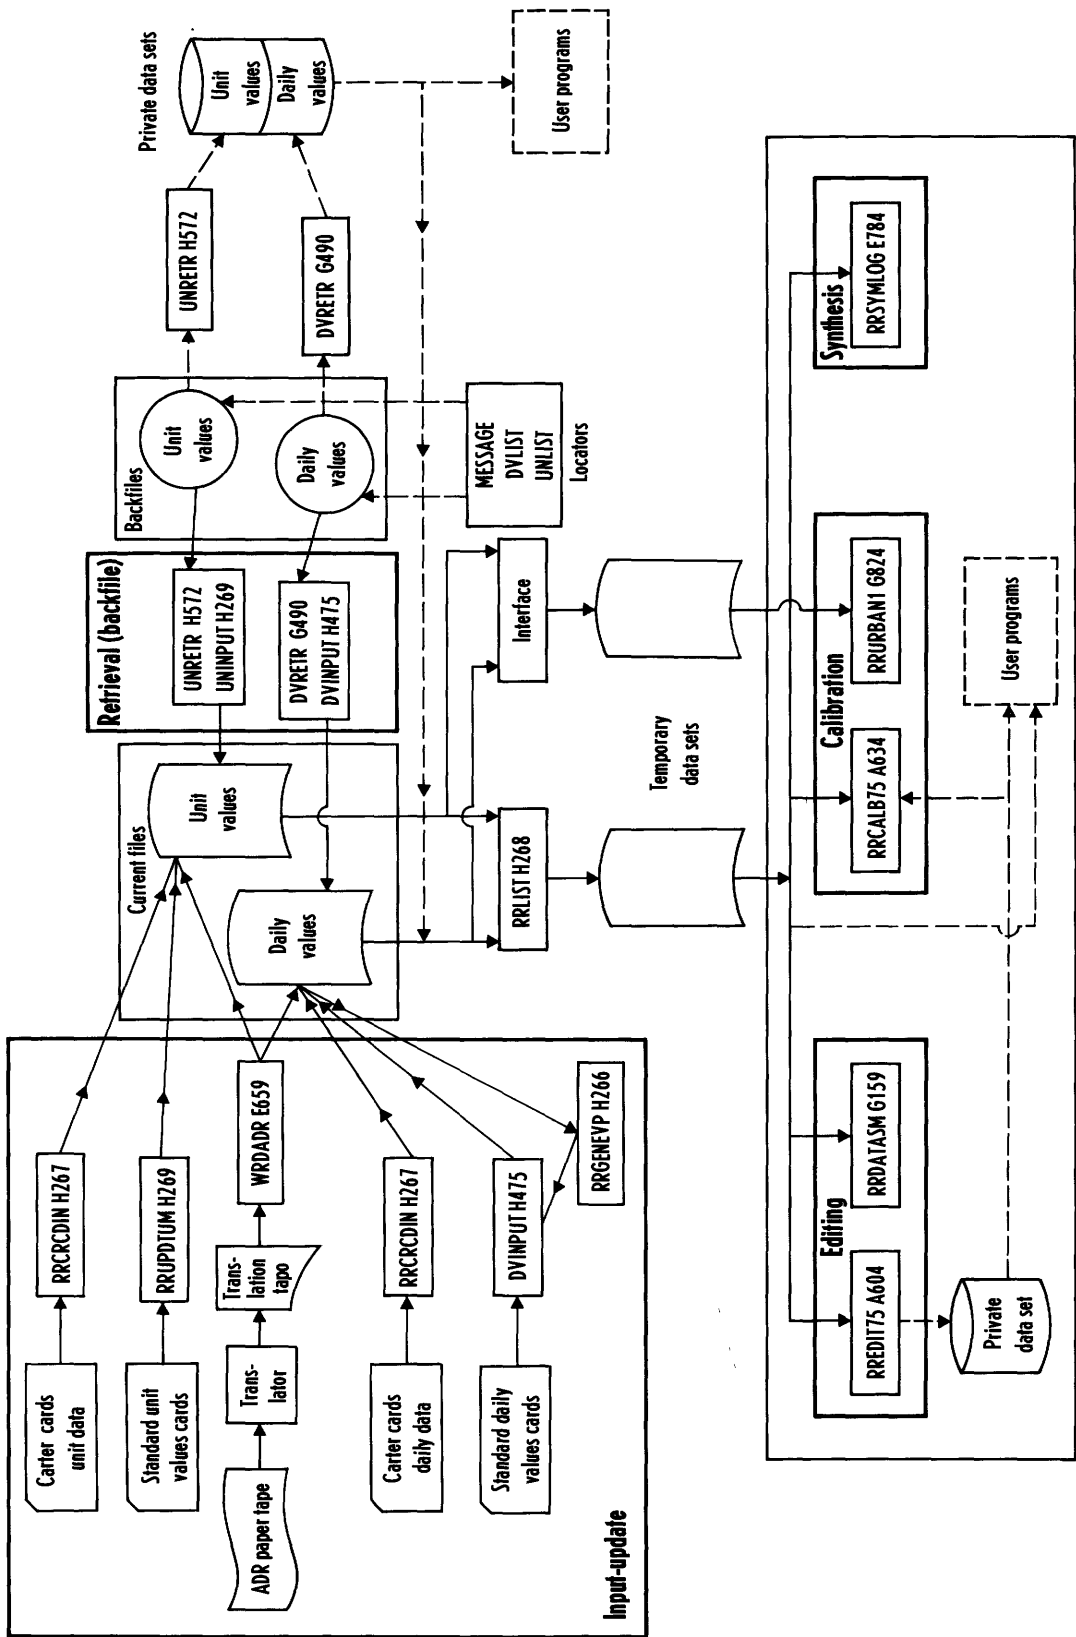 Carter cards
unit data
RRCRCDIN H267
Standard unit
values cards
RRUPDTUM H269
ADR paper tape
Trans-
lator
Trans-
lation
tapo
WRDADR E659
Carter cards
daily data
RRCRCDIN H267
Standard daily
values cards
DVINPUT H475
RRGENEVP H266
Input-update
Current files
Unit
values
Daily
values
Retrieval (backfile)
UNRETR H572
UNINPUT H269
DVRETR G490
DVINPUT H475
Backfiles
Unit
values
Daily
values
UNRETR H572
DVRETR G490
Private data sets
Unit
values
Daily
values
User programs
MESSAGE
DVLIST
UNLIST
Locators
RRLIST H268
Interface
Temporary
data sets
Editing
RREDIT75 A604
RRDATASM G159
Private
data set
Calibration
RRCALB75 A634
RRURBAN1 G824
User programs
Synthesis
RRSYMLOG E784